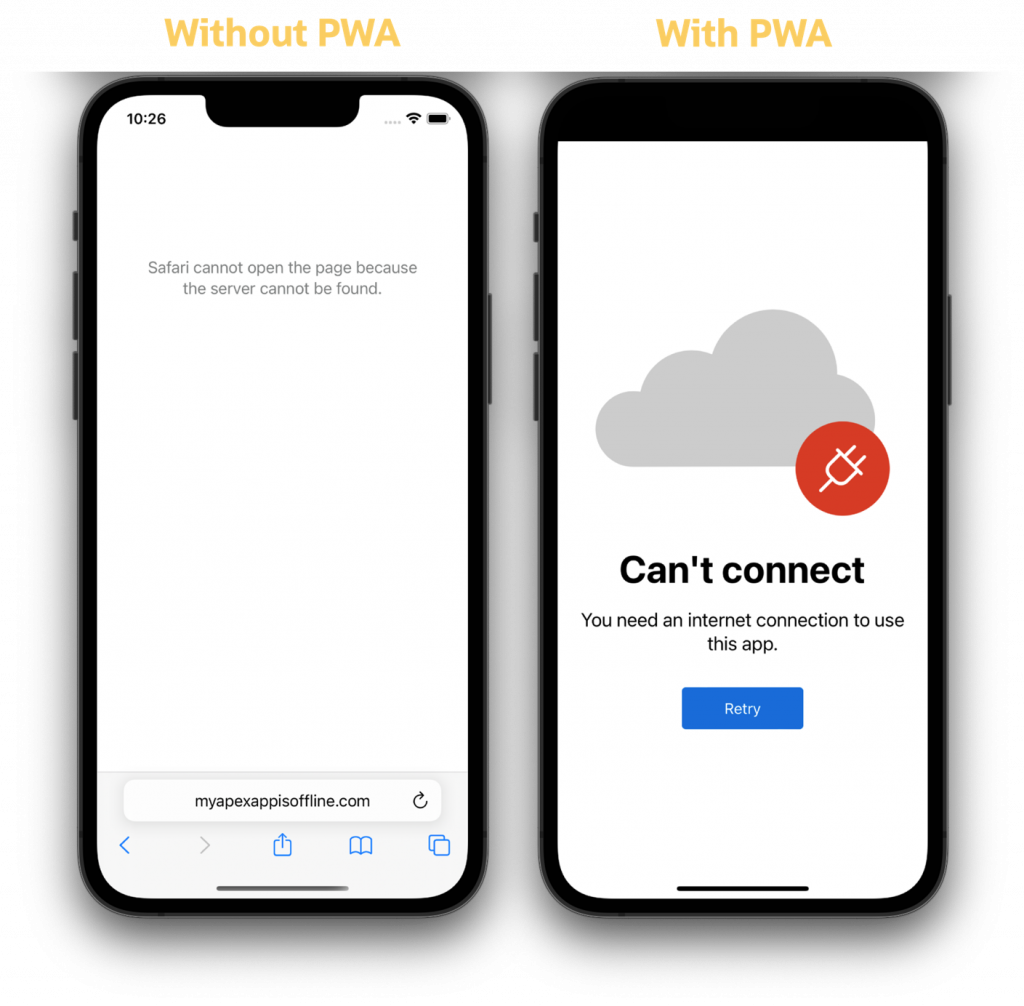 Without PWA
With PWA
10:26
Safari cannot open the page because
the server cannot be found.
myapexappisoffline.com
Can't connect
You need an internet connection to use
this app.
Retry